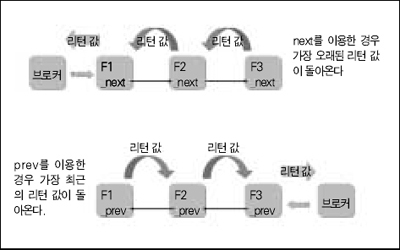 리턴 값 리턴 값 리턴 값
브로커
F1 _next
F2 _next
F3 _next
next를 이용한 경우
가장 오래된 리턴 값
이 돌아온다
리턴 값 리턴 값 리턴 값
prev를 이용한
경우 가장 최근
의 리턴 값이 돌
아온다.
F1 _prev
F2 _prev
F3 _prev
브로커